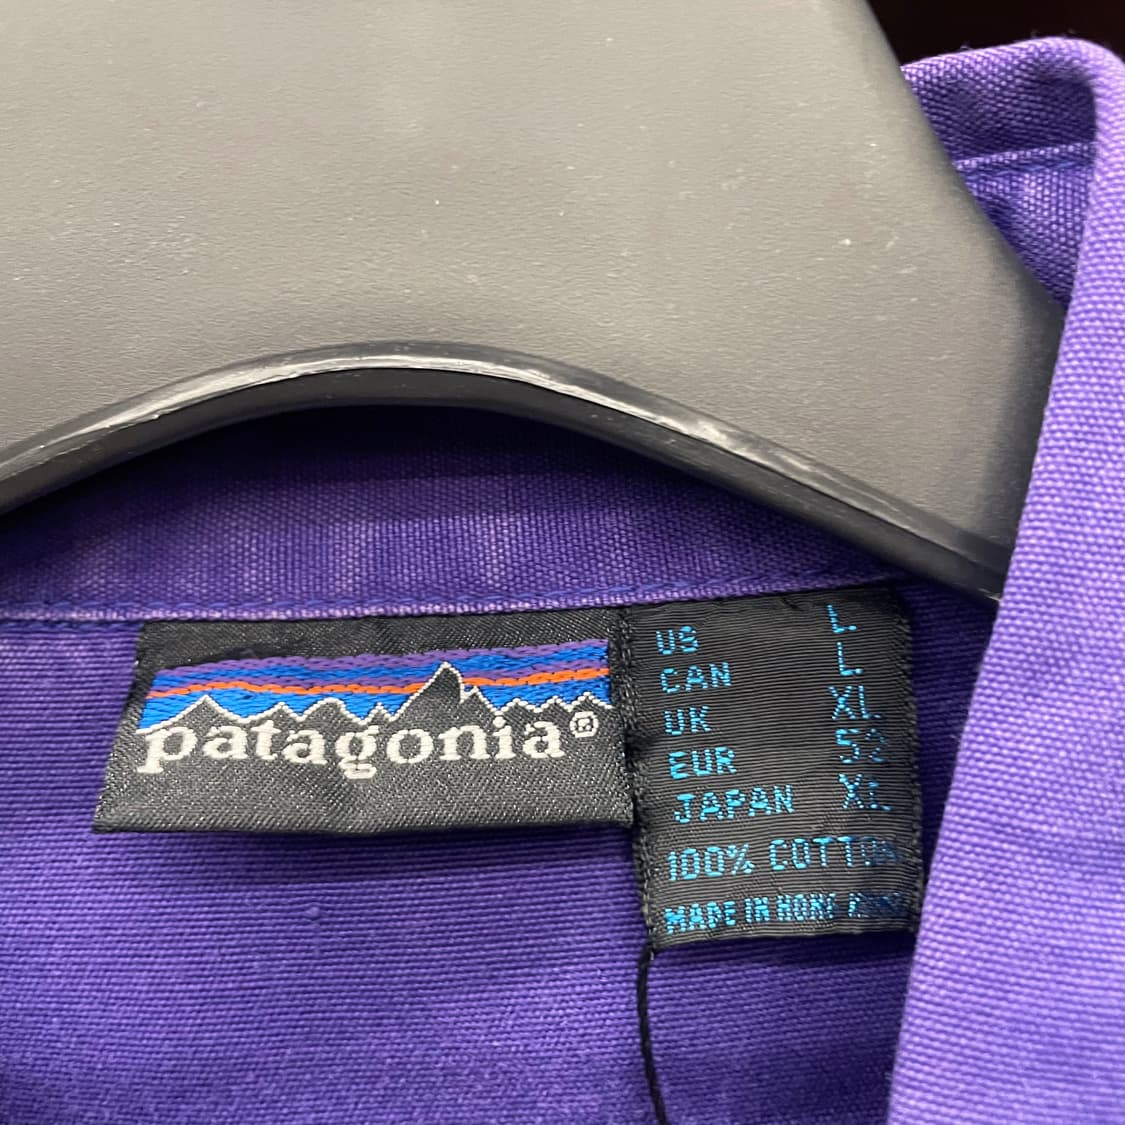 patagonia®
US L
CAN L
UK XL
EUR 52
JAPAN XL
100% COTTON
MADE IN HONG KONG